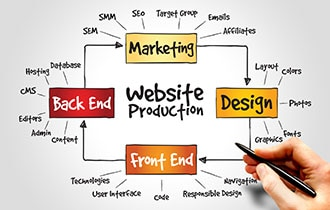 SMM
SEO
Target Group
Emails
SEM
Affiliates
Marketing
Database
Hosting
CMS
Editors
Admin
Content
Back End
Website
Production
Design
Layout
Colors
Photos
Fonts
Graphics
Front End
Technologies
User Interface
Code
Responsible Design
Navigation